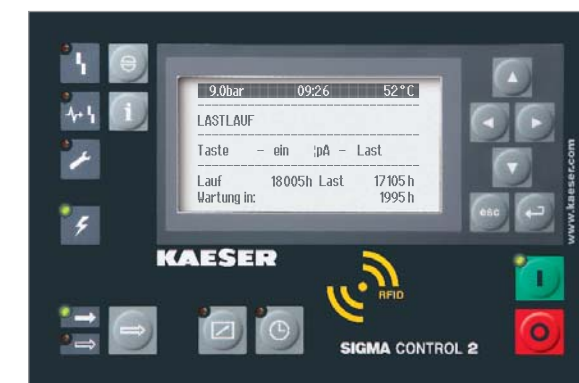 9.0bar 09:26 52°C
LASTLAUF
Taste - ein ¦pA - Last
Lauf 18005h Last 17105h
Wartung in: 1995h
esc
www.kaeser.com
KAESER
RFID
SIGMA CONTROL 2